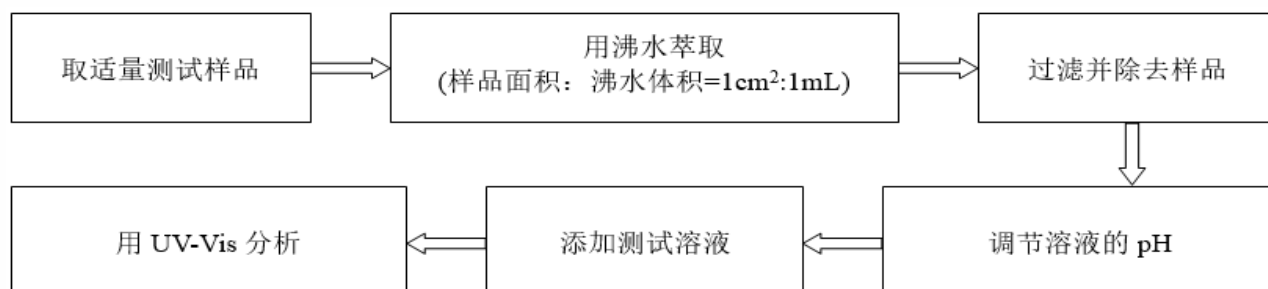 取适量测试样品
用沸水萃取
(样品面积：沸水体积=1cm²:1mL)
过滤并除去样品
调节溶液的 pH
添加测试溶液
用 UV-Vis 分析